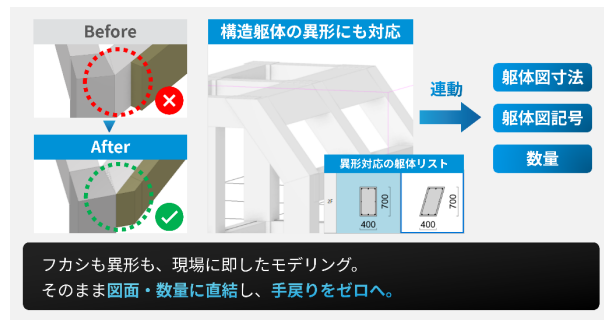 Before
After
構造躯体の異形にも対応
異形対応の躯体リスト
700
400
700
400
連動
躯体図寸法
躯体図記号
数量
フカシも異形も、現場に即したモデリング。
そのまま図面・数量に直結し、手戻りをゼロへ。